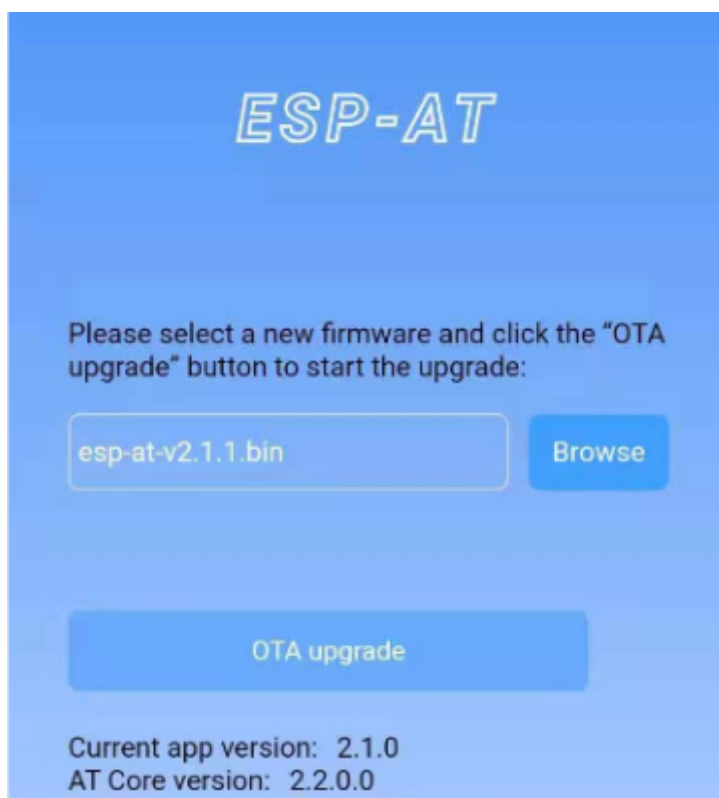 ESP-AT
Please select a new firmware and click the “OTA
upgrade” button to start the upgrade:
esp-at-v2.1.1.bin
Browse
OTA upgrade
Current app version: 2.1.0
AT Core version: 2.2.0.0